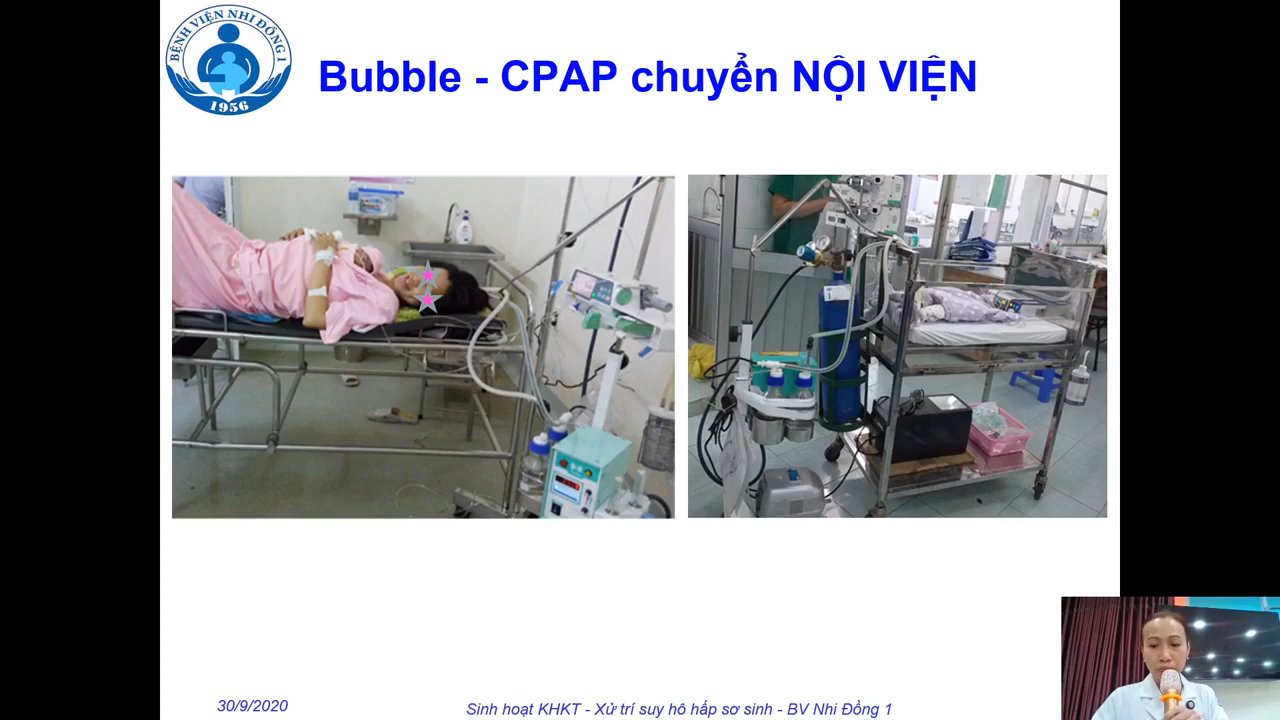 BỆNH VIỆN NHI ĐỒNG 1
1956
Bubble - CPAP chuyển NỘI VIỆN
30/9/2020
Sinh hoạt KHKT - Xử trí suy hô hấp sơ sinh - BV Nhi Đồng 1